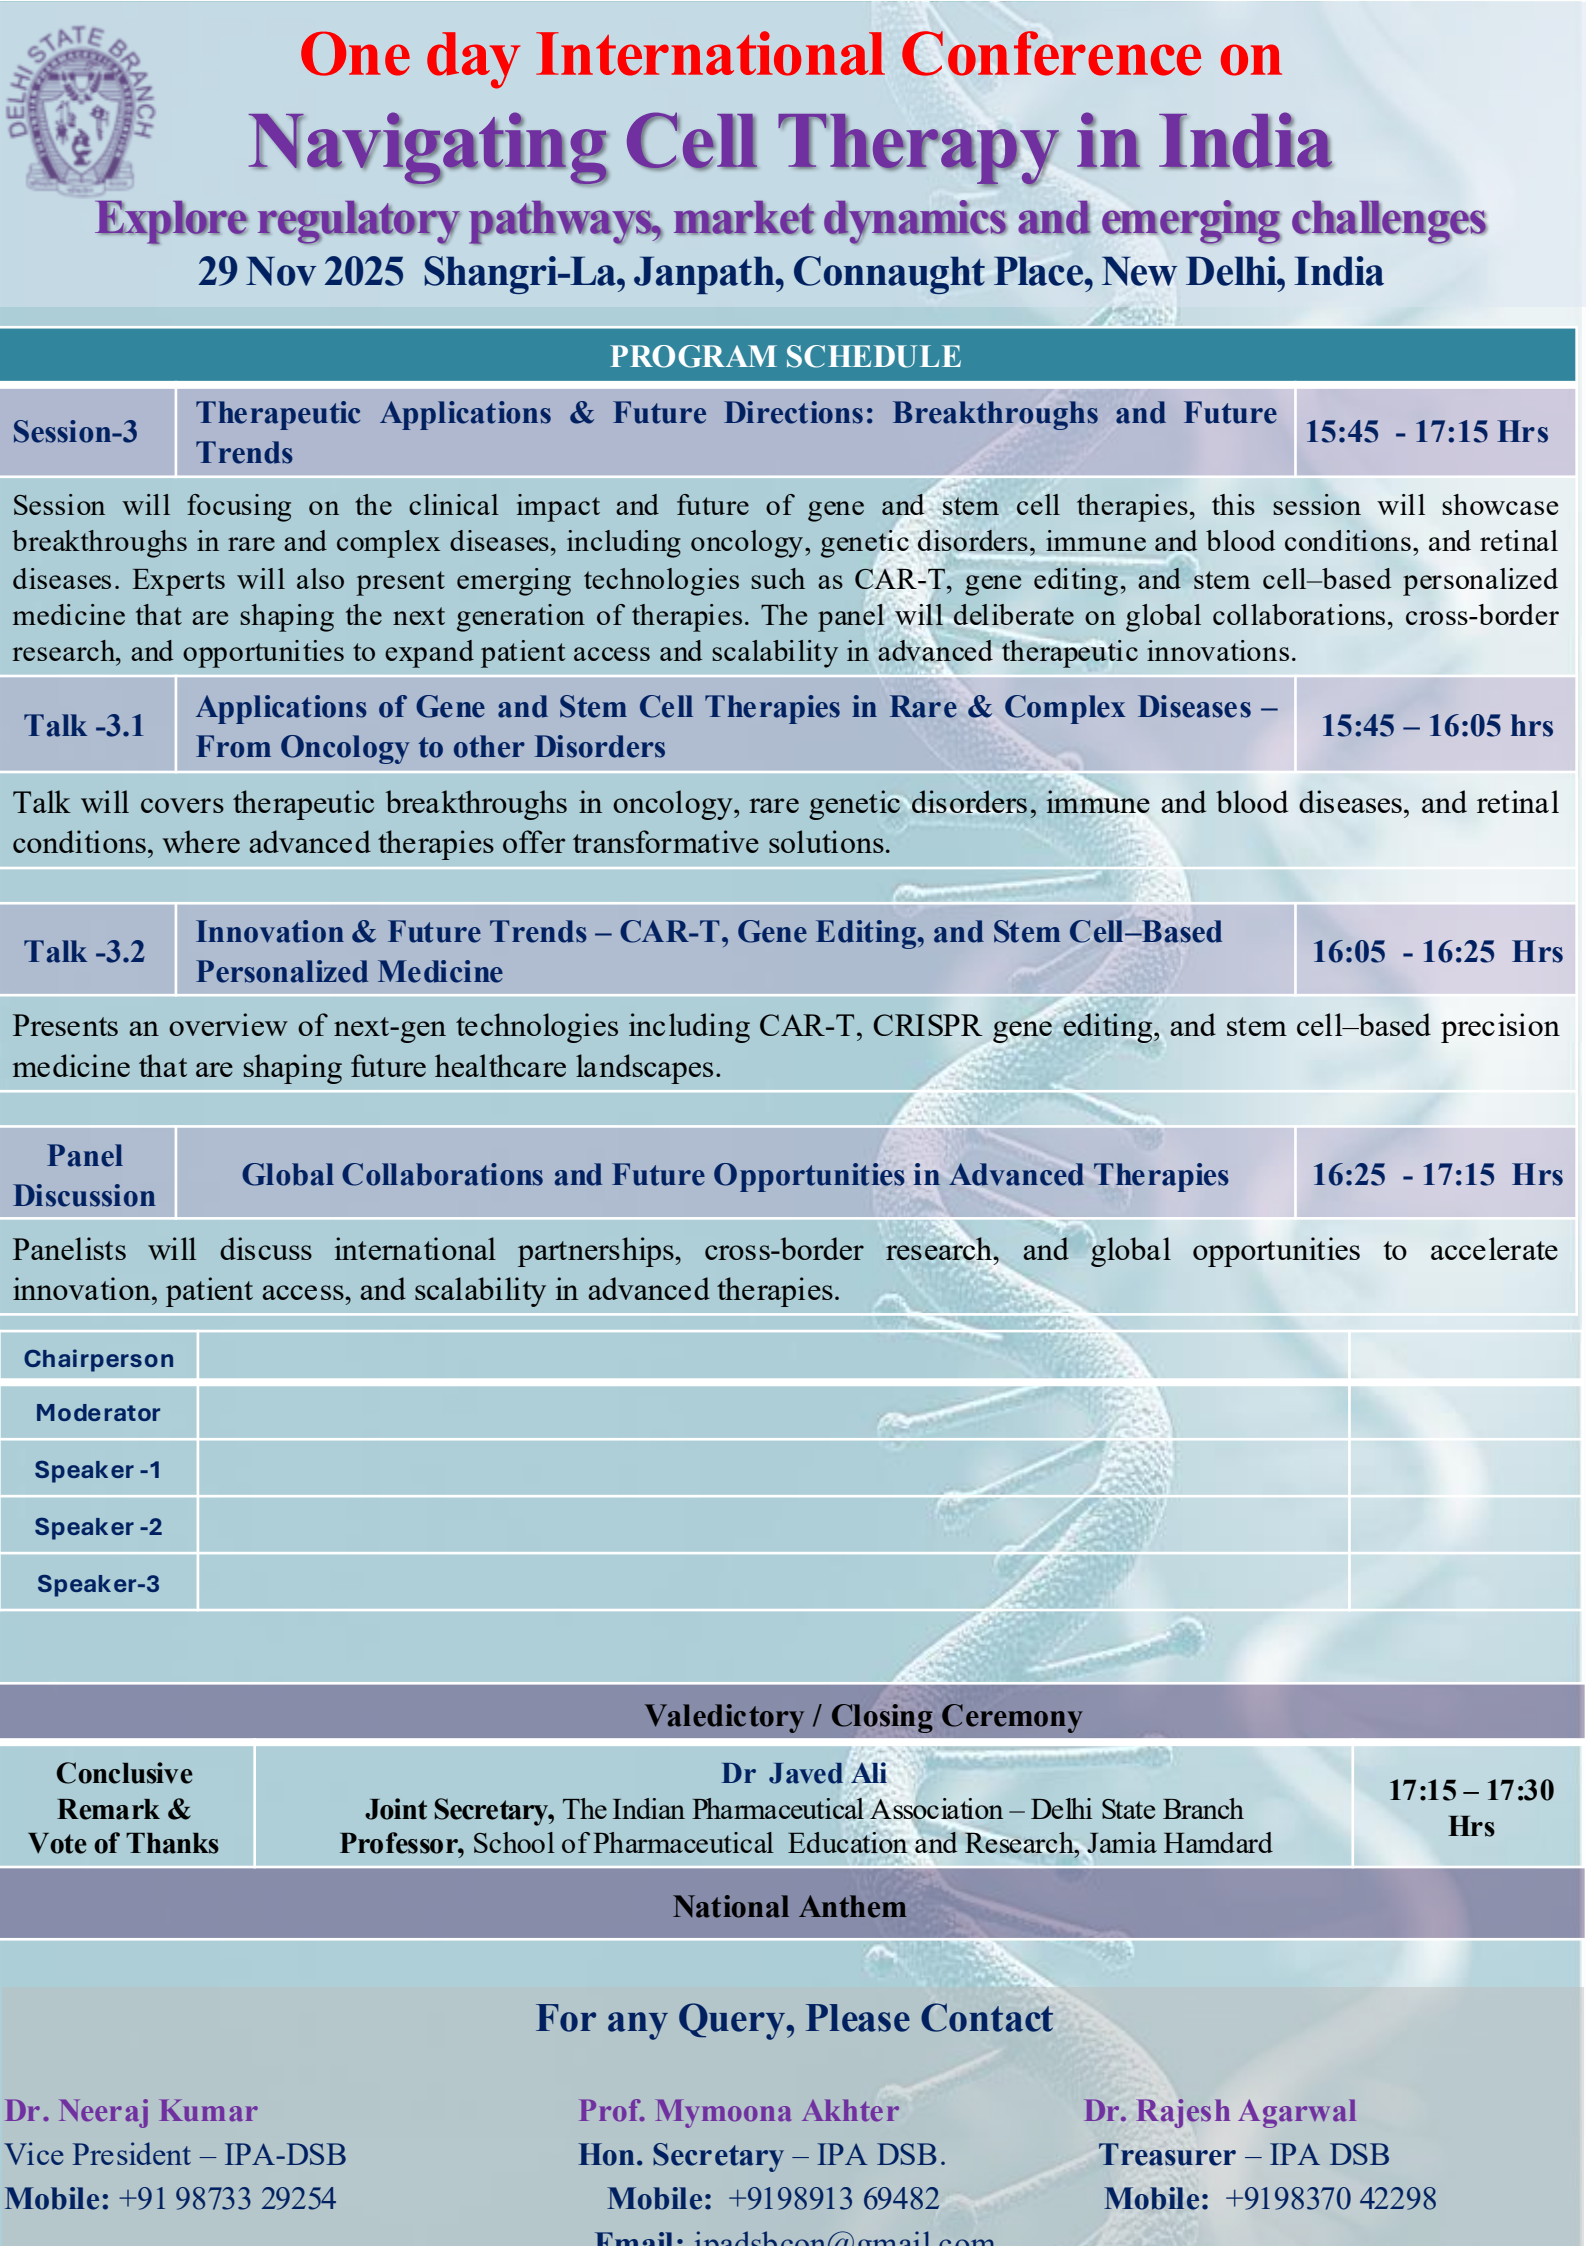 DELHI STATE BRANCH
One day International Conference on
Navigating Cell Therapy in India
Explore regulatory pathways, market dynamics and emerging challenges
29 Nov 2025 Shangri-La, Janpath, Connaught Place, New Delhi, India
PROGRAM SCHEDULE
Session-3
Therapeutic Applications & Future Directions: Breakthroughs and Future
Trends
15:45 - 17:15 Hrs
Session will focusing on the clinical impact and future of gene and stem cell therapies, this session will showcase
breakthroughs in rare and complex diseases, including oncology, genetic disorders, immune and blood conditions, and retinal
diseases. Experts will also present emerging technologies such as CAR-T, gene editing, and stem cell–based personalized
medicine that are shaping the next generation of therapies. The panel will deliberate on global collaborations, cross-border
research, and opportunities to expand patient access and scalability in advanced therapeutic innovations.
Talk -3.1
Applications of Gene and Stem Cell Therapies in Rare & Complex Diseases –
From Oncology to other Disorders
15:45 – 16:05 hrs
Talk will covers therapeutic breakthroughs in oncology, rare genetic disorders, immune and blood diseases, and retinal
conditions, where advanced therapies offer transformative solutions.
Talk -3.2
Innovation & Future Trends – CAR-T, Gene Editing, and Stem Cell–Based
Personalized Medicine
16:05 - 16:25 Hrs
Presents an overview of next-gen technologies including CAR-T, CRISPR gene editing, and stem cell–based precision
medicine that are shaping future healthcare landscapes.
Panel
Discussion
Global Collaborations and Future Opportunities in Advanced Therapies
16:25 - 17:15 Hrs
Panelists will discuss international partnerships, cross-border research, and global opportunities to accelerate
innovation, patient access, and scalability in advanced therapies.
Chairperson
Moderator
Speaker -1
Speaker -2
Speaker-3
Valedictory / Closing Ceremony
Conclusive
Remark &
Vote of Thanks
Dr Javed Ali
Joint Secretary, The Indian Pharmaceutical Association – Delhi State Branch
Professor, School of Pharmaceutical Education and Research, Jamia Hamdard
17:15 – 17:30
Hrs
National Anthem
For any Query, Please Contact
Dr. Neeraj Kumar
Vice President – IPA-DSB
Mobile: +91 98733 29254
Prof. Mymoona Akhter
Hon. Secretary – IPA DSB.
Mobile: +9198913 69482
Email: ipadsbcon@gmail.com
Dr. Rajesh Agarwal
Treasurer – IPA DSB
Mobile: +9198370 42298